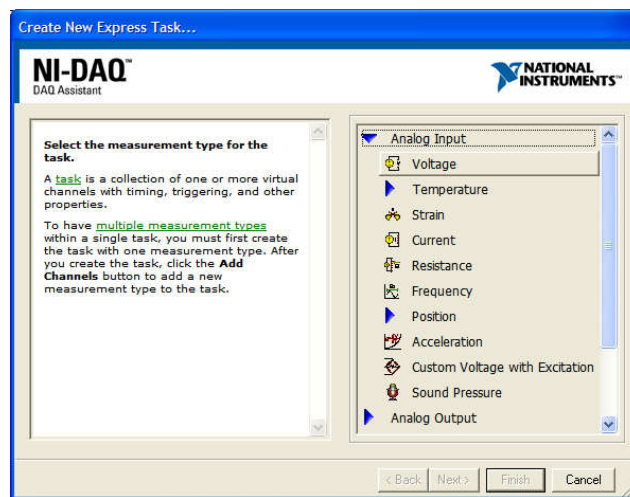 Create New Express Task...
NI-DAQ™
DAQ Assistant
NATIONAL
INSTRUMENTS™
Select the measurement type for the
task.
A task is a collection of one or more virtual
channels with timing, triggering, and other
properties.
To have multiple measurement types
within a single task, you must first create
the task with one measurement type. After
you create the task, click the Add
Channels button to add a new
measurement type to the task.
Analog Input
Voltage
Temperature
Strain
Current
Resistance
Frequency
Position
Acceleration
Custom Voltage with Excitation
Sound Pressure
Analog Output
< Back
Next >
Finish
Cancel